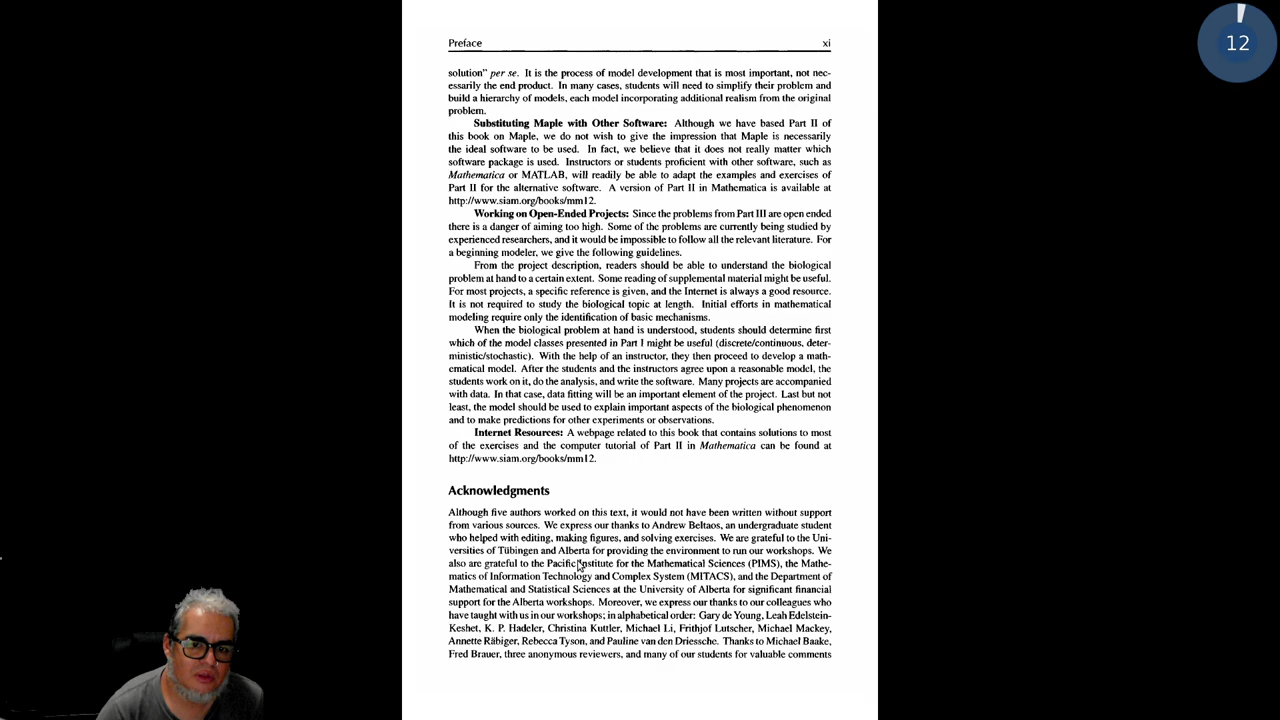 12
Preface xi
solution” per se. It is the process of model development that is most important, not nec-
essarily the end product. In many cases, students will need to simplify their problem and
build a hierarchy of models, each model incorporating additional realism from the original
problem.
Substituting Maple with Other Software: Although we have based Part II of
this book on Maple, we do not wish to give the impression that Maple is necessarily
the ideal software to be used. In fact, we believe that it does not really matter which
software package is used. Instructors or students proficient with other software, such as
Mathematica or MATLAB, will readily be able to adapt the examples and exercises of
Part II for the alternative software. A version of Part II in Mathematica is available at
http://www.siam.org/books/mm12.
Working on Open-Ended Projects: Since the problems from Part III are open ended
there is a danger of aiming too high. Some of the problems are currently being studied by
experienced researchers, and it would be impossible to follow all the relevant literature. For
a beginning modeler, we give the following guidelines.
From the project description, readers should be able to understand the biological
problem at hand to a certain extent. Some reading of supplemental material might be useful.
For most projects, a specific reference is given, and the Internet is always a good resource.
It is not required to study the biological topic at length. Initial efforts in mathematical
modeling require only the identification of basic mechanisms.
When the biological problem at hand is understood, students should determine first
which of the model classes presented in Part I might be useful (discrete/continuous, deter-
ministic/stochastic). With the help of an instructor, they then proceed to develop a math-
ematical model. After the students and the instructors agree upon a reasonable model, the
students work on it, do the analysis, and write the software. Many projects are accompanied
with data. In that case, data fitting will be an important element of the project. Last but not
least, the model should be used to explain important aspects of the biological phenomenon
and to make predictions for other experiments or observations.
Internet Resources: A webpage related to this book that contains solutions to most
of the exercises and the computer tutorial of Part II in Mathematica can be found at
http://www.siam.org/books/mm12.
Acknowledgments
Although five authors worked on this text, it would not have been written without support
from various sources. We express our thanks to Andrew Beltaos, an undergraduate student
who helped with editing, making figures, and solving exercises. We are grateful to the Uni-
versities of Tübingen and Alberta for providing the environment to run our workshops. We
also are grateful to the Pacific Institute for the Mathematical Sciences (PIMS), the Mathe-
matics of Information Technology and Complex System (MITACS), and the Department of
Mathematical and Statistical Sciences at the University of Alberta for significant financial
support for the Alberta workshops. Moreover, we express our thanks to our colleagues who
have taught with us in our workshops; in alphabetical order: Gary de Young, Leah Edelstein-
Keshet, K. P. Hadeler, Christina Kuttler, Michael Li, Frithjof Lutscher, Michael Mackey,
Annette Räbiger, Rebecca Tyson, and Pauline van den Driessche. Thanks to Michael Baake,
Fred Brauer, three anonymous reviewers, and many of our students for valuable comments